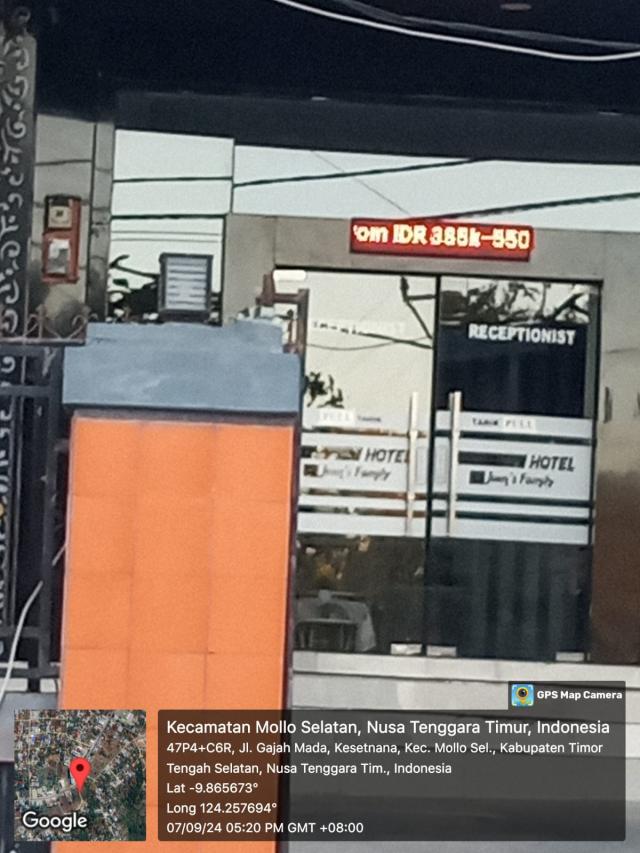 om IDR 385k-550
RECEPTIONIST
PULL
TARIK PULL
HOTEL
HOTEL
Family
Family
GPS Map Camera
Kecamatan Mollo Selatan, Nusa Tenggara Timur, Indonesia
47P4+C6R, Jl. Gajah Mada, Kesetnana, Kec. Mollo Sel., Kabupaten Timor
Tengah Selatan, Nusa Tenggara Tim., Indonesia
Lat -9.865673°
Long 124.257694°
07/09/24 05:20 PM GMT +08:00
Google